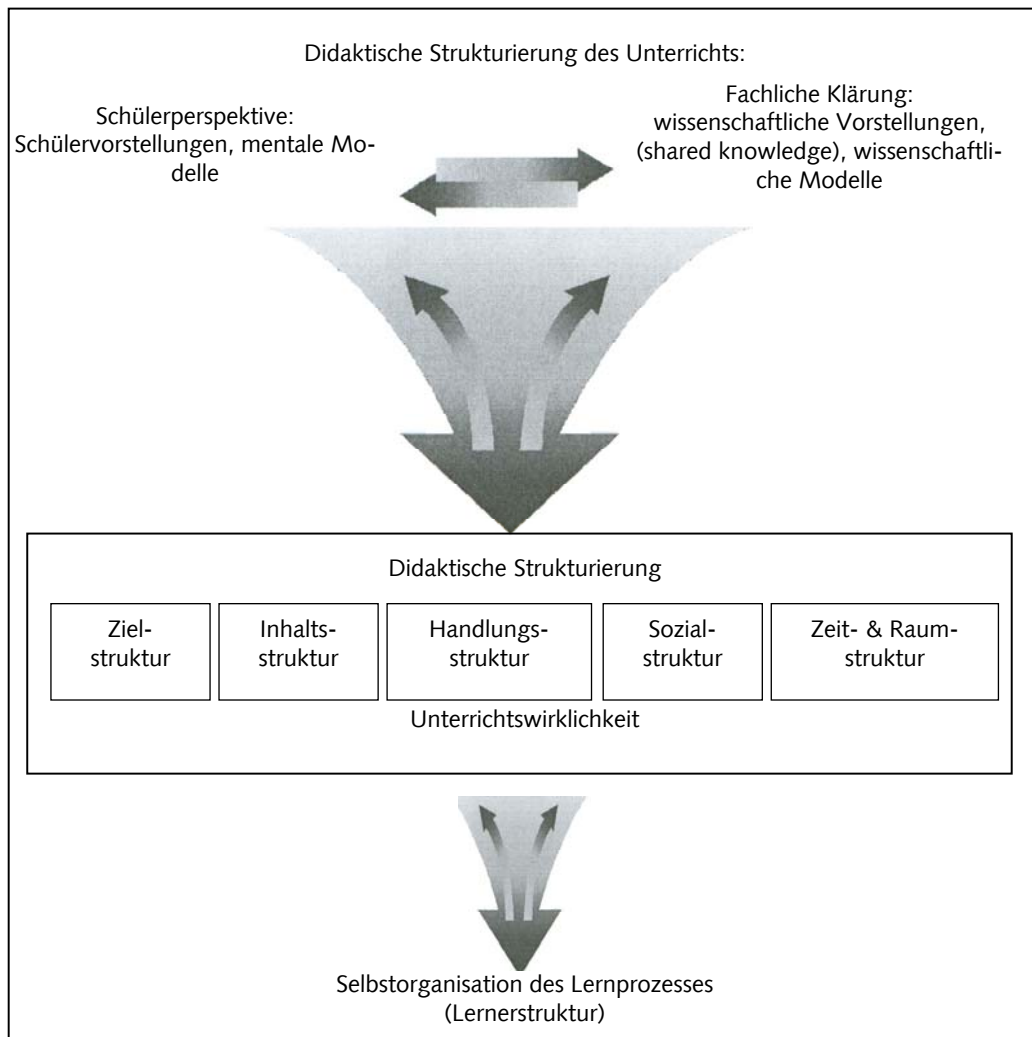 Didaktische Strukturierung des Unterrichts:
Schülerperspektive:
Schülervorstellungen, mentale Mo-
delle
Fachliche Klärung:
wissenschaftliche Vorstellungen,
(shared knowledge), wissenschaftli-
che Modelle
Didaktische Strukturierung
Ziel-
struktur
Inhalts-
struktur
Handlungs-
struktur
Sozial-
struktur
Zeit- & Raum-
struktur
Unterrichtswirklichkeit
Selbstorganisation des Lernprozesses
(Lernerstruktur)